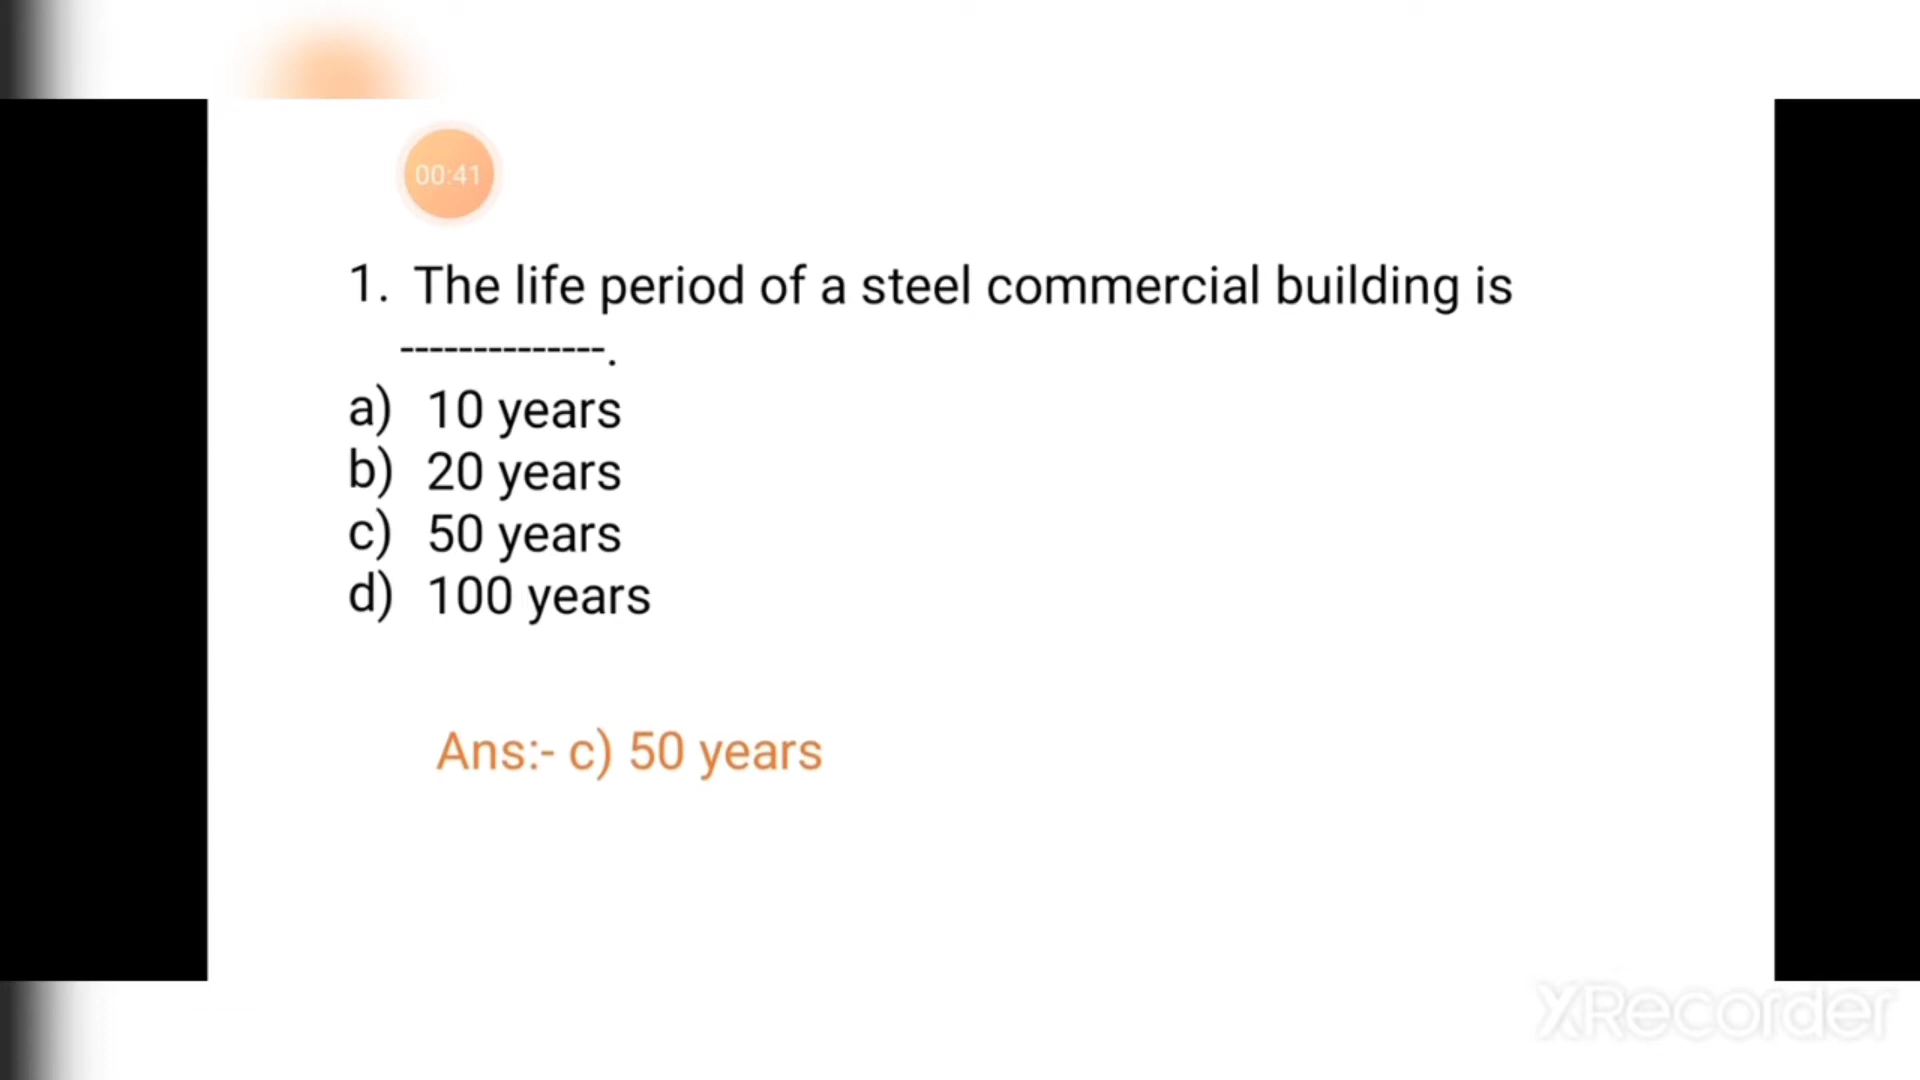 00:41
1. The life period of a steel commercial building is
--------------.
a) 10 years
b) 20 years
c) 50 years
d) 100 years
Ans:- c) 50 years
XRecorder